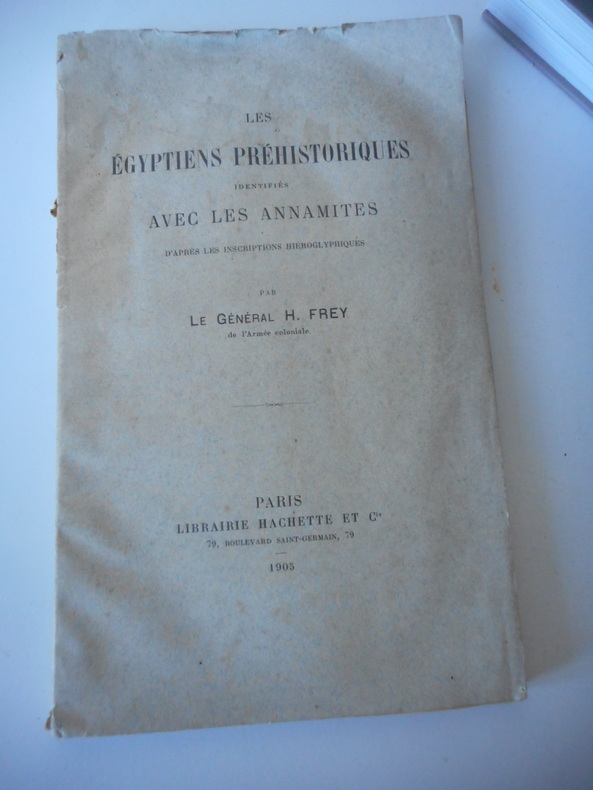 LES
ÉGYPTIENS PRÉHISTORIQUES
IDENTIFIÉS
AVEC LES ANNAMITES
D'APRÈS LES INSCRIPTIONS HIÉROGLYPHIQUES
PAR
LE GÉNÉRAL H. FREY
de l'Armée coloniale
PARIS
LIBRAIRIE HACHETTE ET Cie
79, BOULEVARD SAINT-GERMAIN, 79
1905